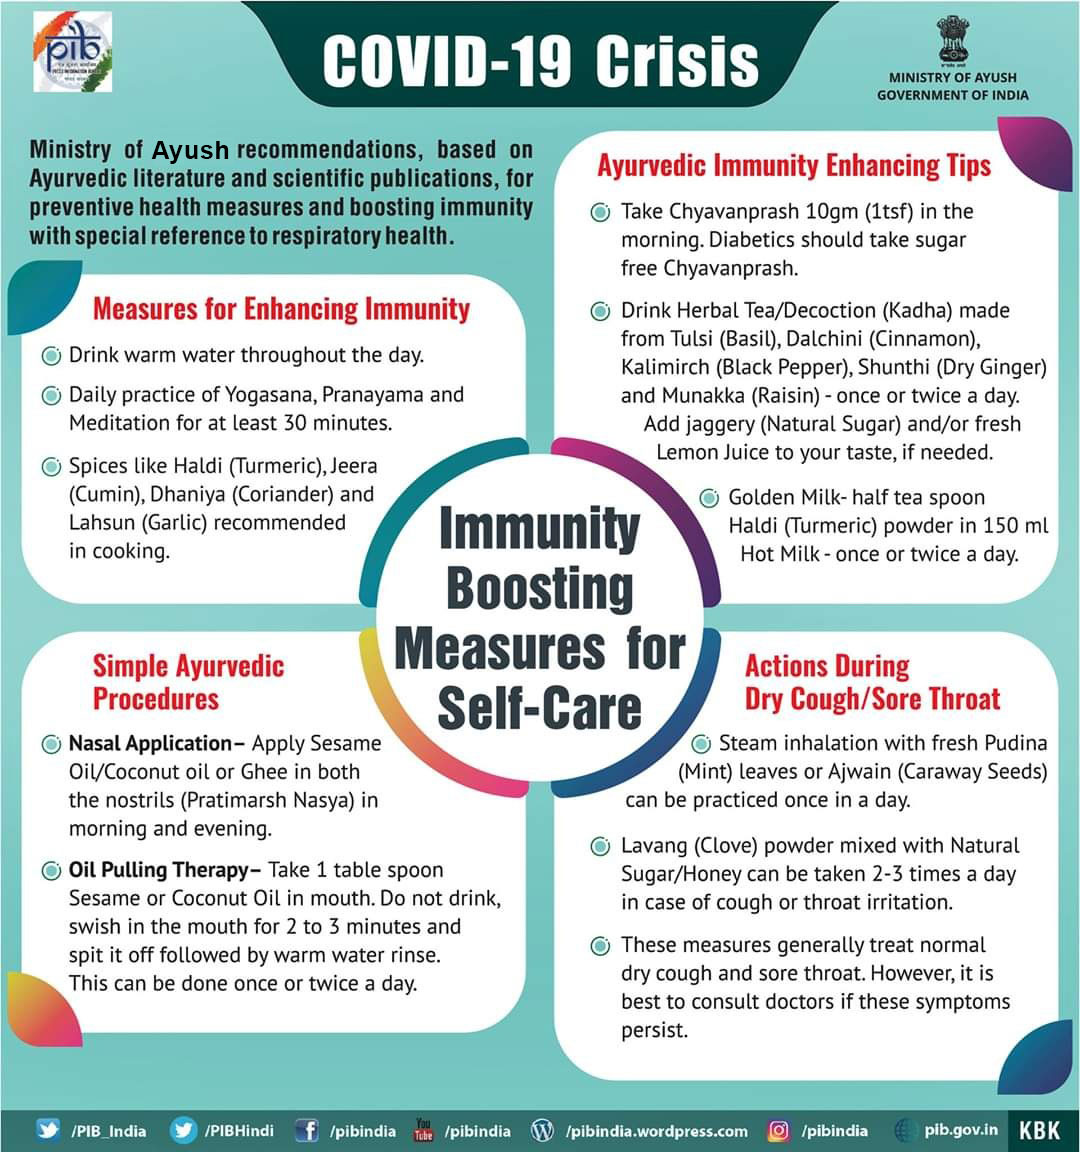 pib
PRESS INFORMATION BUREAU
COVID-19 Crisis
MINISTRY OF AYUSH
GOVERNMENT OF INDIA
Ministry of Ayush recommendations, based on
Ayurvedic literature and scientific publications, for
preventive health measures and boosting immunity
with special reference to respiratory health.
Measures for Enhancing Immunity
Drink warm water throughout the day.
Daily practice of Yogasana, Pranayama and
Meditation for at least 30 minutes.
Spices like Haldi (Turmeric), Jeera
(Cumin), Dhaniya (Coriander) and
Lahsun (Garlic) recommended
in cooking.
Ayurvedic Immunity Enhancing Tips
Take Chyavanprash 10gm (1tsf) in the
morning. Diabetics should take sugar
free Chyavanprash.
Drink Herbal Tea/Decoction (Kadha) made
from Tulsi (Basil), Dalchini (Cinnamon),
Kalimirch (Black Pepper), Shunthi (Dry Ginger)
and Munakka (Raisin) - once or twice a day.
Add jaggery (Natural Sugar) and/or fresh
Lemon Juice to your taste, if needed.
Golden Milk- half tea spoon
Haldi (Turmeric) powder in 150 ml
Hot Milk - once or twice a day.
Immunity
Boosting
Measures for
Self-Care
Simple Ayurvedic
Procedures
Nasal Application– Apply Sesame
Oil/Coconut oil or Ghee in both
the nostrils (Pratimarsh Nasya) in
morning and evening.
Oil Pulling Therapy– Take 1 table spoon
Sesame or Coconut Oil in mouth. Do not drink,
swish in the mouth for 2 to 3 minutes and
spit it off followed by warm water rinse.
This can be done once or twice a day.
Actions During
Dry Cough/Sore Throat
Steam inhalation with fresh Pudina
(Mint) leaves or Ajwain (Caraway Seeds)
can be practiced once in a day.
Lavang (Clove) powder mixed with Natural
Sugar/Honey can be taken 2-3 times a day
in case of cough or throat irritation.
These measures generally treat normal
dry cough and sore throat. However, it is
best to consult doctors if these symptoms
persist.
/PIB_India /PIBHindi /pibindia You Tube /pibindia /pibindia.wordpress.com /pibindia pib.gov.in KBK